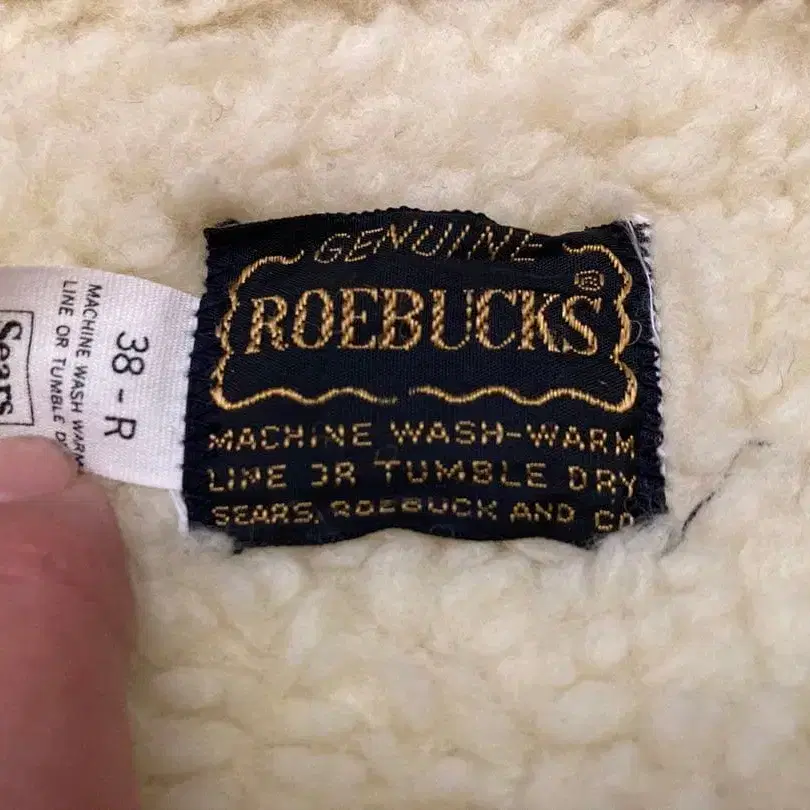 GENUINE
ROEBUCKS®
MACHINE WASH-WARM
LINE OR TUMBLE DRY
SEARS, ROEBUCK AND CO
38-R
MACHINE WASH WARM
LINE OR TUMBLE D
Sears